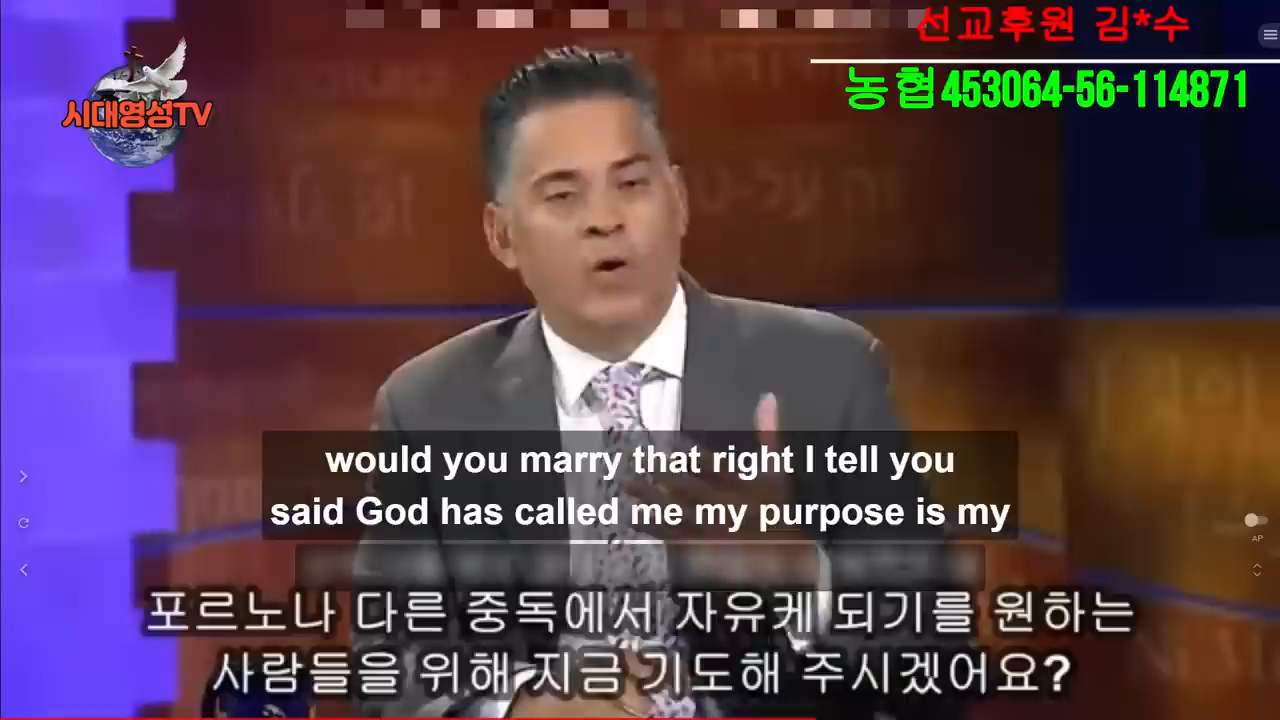 선교후원 김*수
농협453064-56-114871
시대영성TV
would you marry that right I tell you
said God has called me my purpose is my
AP
포르노나 다른 중독에서 자유케 되기를 원하는
사람들을 위해 지금 기도해 주시겠어요?